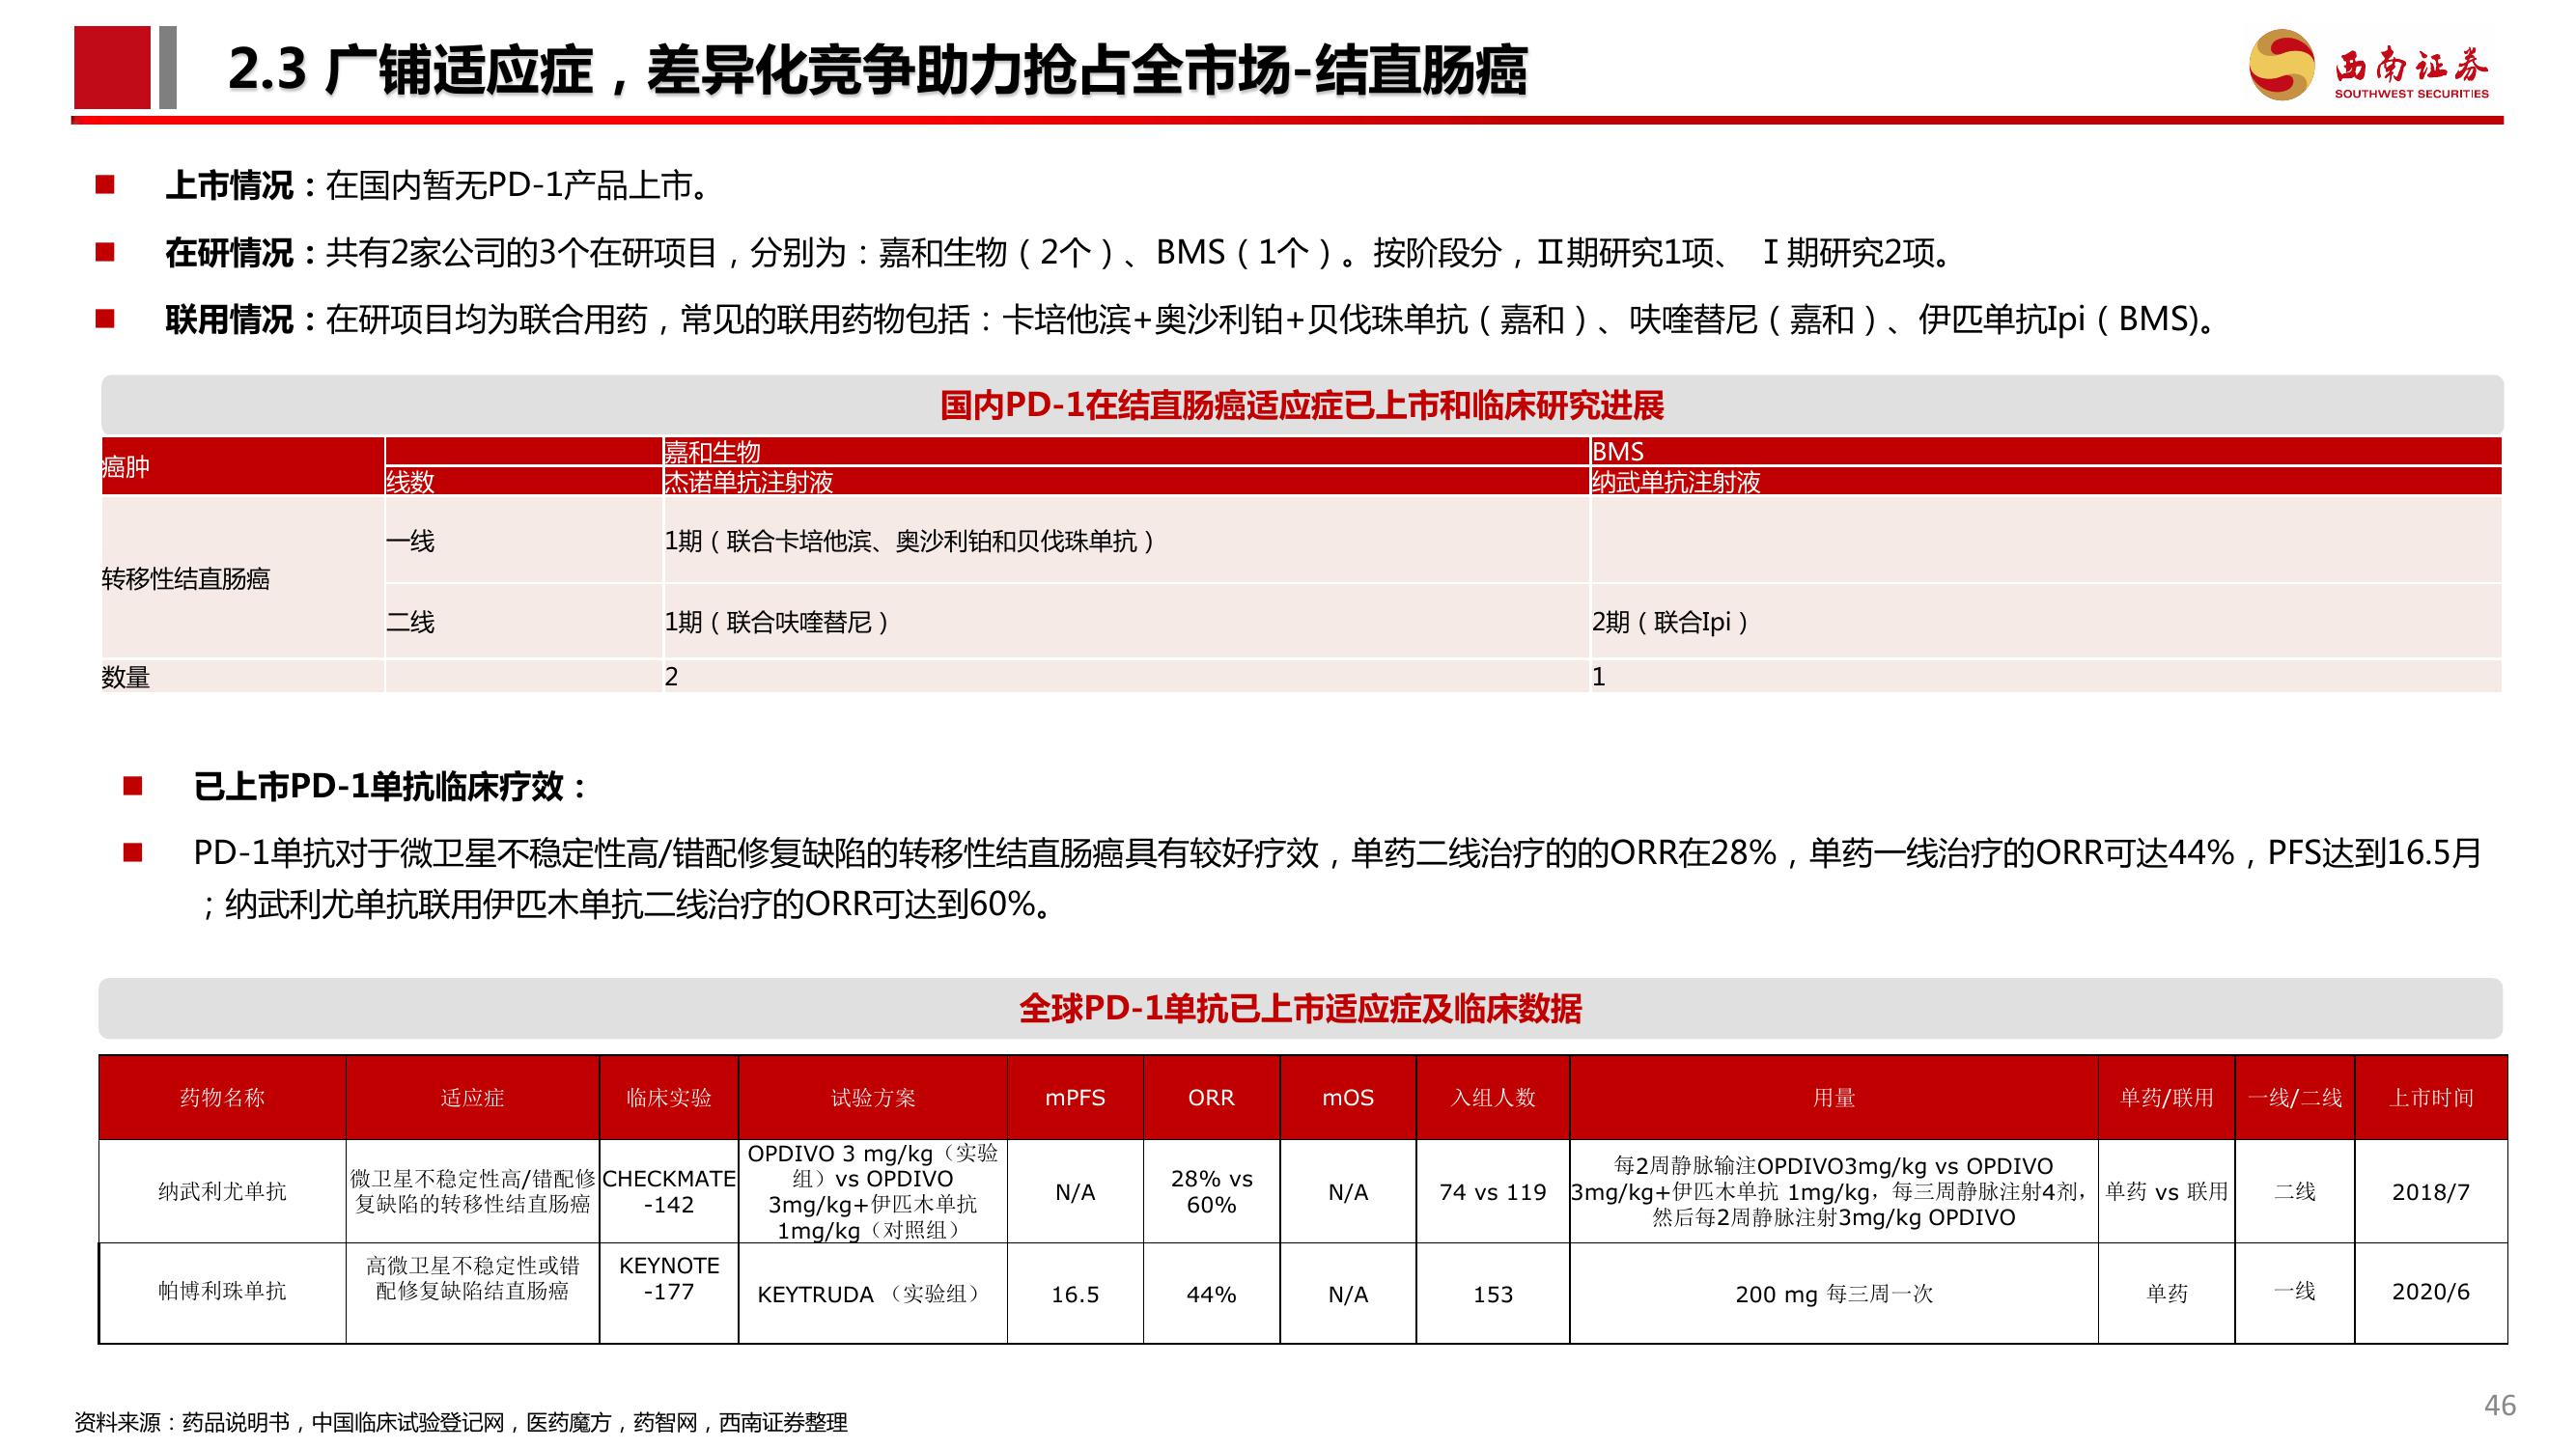 2.3 广铺适应症，差异化竞争助力抢占全市场-结直肠癌
西南证券
SOUTHWEST SECURITIES
上市情况：在国内暂无PD-1产品上市。
在研情况：共有2家公司的3个在研项目，分别为：嘉和生物（2个）、BMS（1个）。按阶段分，Ⅱ期研究1项、 Ⅰ期研究2项。
联用情况：在研项目均为联合用药，常见的联用药物包括：卡培他滨+奥沙利铂+贝伐珠单抗（嘉和）、呋喹替尼（嘉和）、伊匹单抗Ipi（BMS)。
国内PD-1在结直肠癌适应症已上市和临床研究进展
癌肿 嘉和生物 BMS
线数 杰诺单抗注射液 纳武单抗注射液
转移性结直肠癌
一线 1期（联合卡培他滨、奥沙利铂和贝伐珠单抗）
二线 1期（联合呋喹替尼） 2期（联合Ipi）
数量 2 1
已上市PD-1单抗临床疗效：
PD-1单抗对于微卫星不稳定性高/错配修复缺陷的转移性结直肠癌具有较好疗效，单药二线治疗的的ORR在28%，单药一线治疗的ORR可达44%，PFS达到16.5月
；纳武利尤单抗联用伊匹木单抗二线治疗的ORR可达到60%。
全球PD-1单抗已上市适应症及临床数据
药物名称 适应症 临床实验 试验方案 mPFS ORR mOS 入组人数 用量 单药/联用 一线/二线 上市时间
纳武利尤单抗
微卫星不稳定性高/错配修
复缺陷的转移性结直肠癌
CHECKMATE
-142
OPDIVO 3 mg/kg（实验
组）vs OPDIVO
3mg/kg+伊匹木单抗
1mg/kg（对照组）
N/A
28% vs
60%
N/A
74 vs 119
每2周静脉输注OPDIVO3mg/kg vs OPDIVO
3mg/kg+伊匹木单抗 1mg/kg，每三周静脉注射4剂，
然后每2周静脉注射3mg/kg OPDIVO
单药 vs 联用
二线
2018/7
帕博利珠单抗
高微卫星不稳定性或错
配修复缺陷结直肠癌
KEYNOTE
-177
KEYTRUDA （实验组）
16.5
44%
N/A
153
200 mg 每三周一次
单药
一线
2020/6
资料来源：药品说明书，中国临床试验登记网，医药魔方，药智网，西南证券整理
46